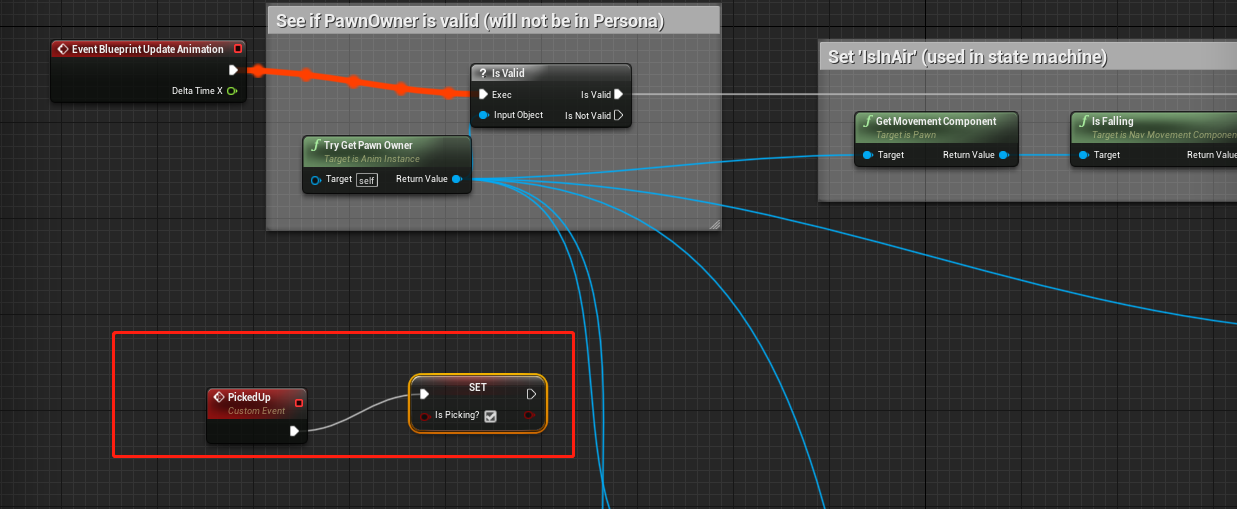 See if PawnOwner is valid (will not be in Persona)
Event Blueprint Update Animation
Delta Time X
? Is Valid
Exec
Is Valid
Input Object
Is Not Valid
f Try Get Pawn Owner
Target is Anim Instance
Target self
Return Value
Set 'IsInAir' (used in state machine)
f Get Movement Component
Target is Pawn
Target
Return Value
f Is Falling
Target is Nav Movement Componen
Target
Return Value
PickedUp
Custom Event
SET
Is Picking?